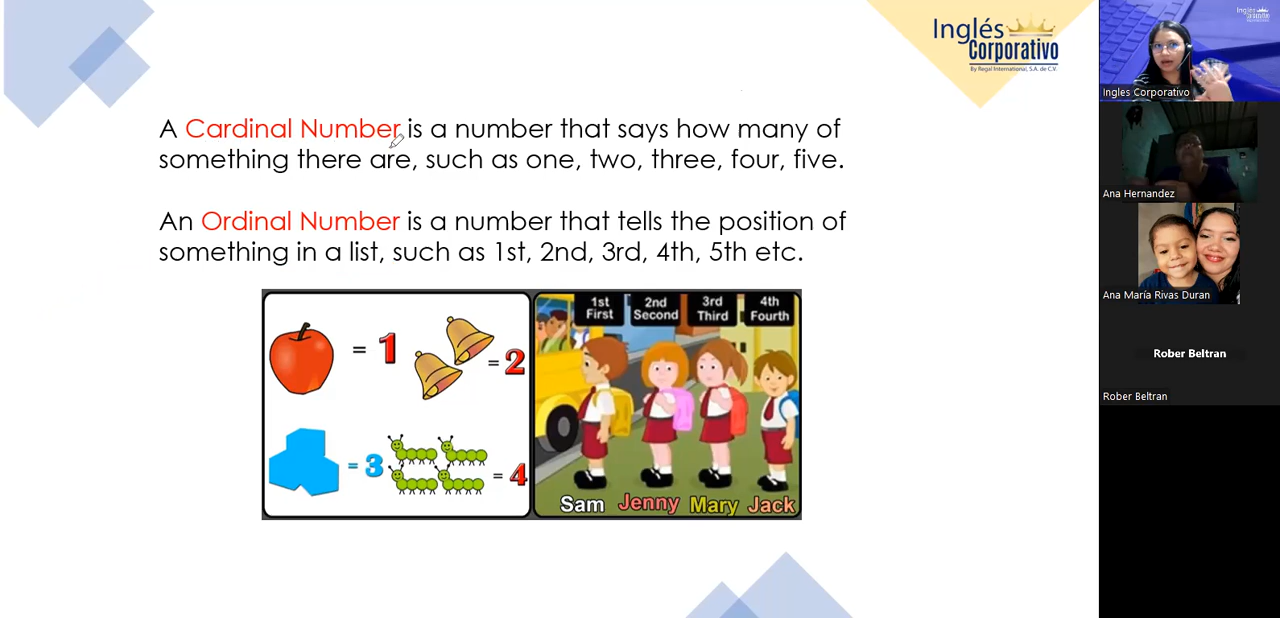 Inglés
Corporativo
By Regal International, S.A. de C.V.
A Cardinal Number is a number that says how many of
something there are, such as one, two, three, four, five.
An Ordinal Number is a number that tells the position of
something in a list, such as 1st, 2nd, 3rd, 4th, 5th etc.
= 1
= 2
= 3
= 4
1st
First
2nd
Second
3rd
Third
4th
Fourth
Sam
Jenny
Mary
Jack
Ingles Corporativo
Ana Hernandez
Ana María Rivas Duran
Rober Beltran
Rober Beltran